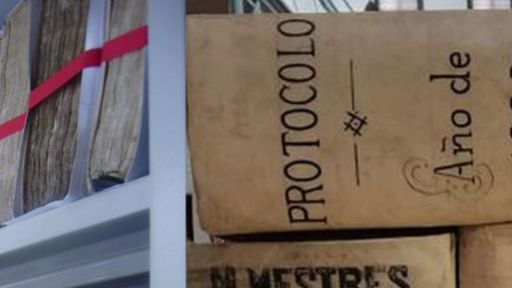 PROTOCOLO
Año de
M. MESTRES